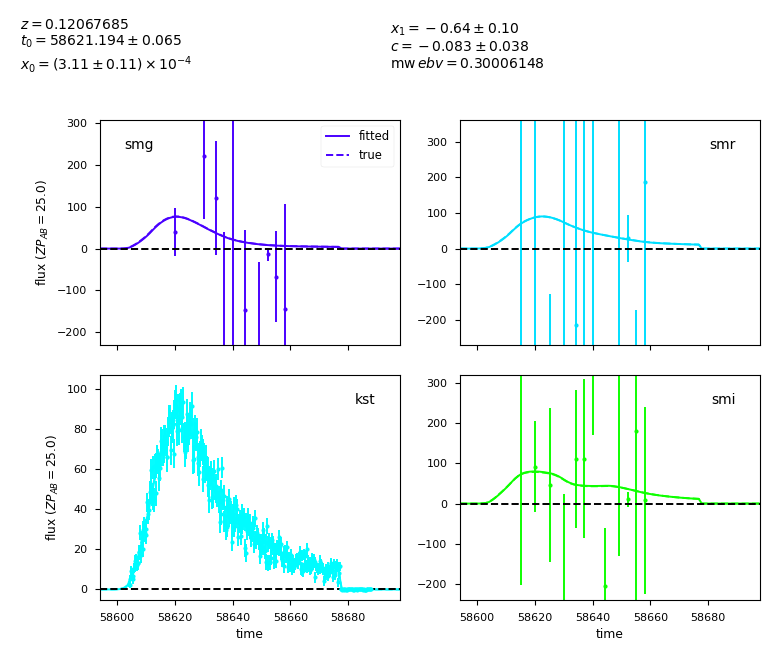 z = 0.12067685
t₀ = 58621.194 ± 0.065
x₀ = (3.11 ± 0.11) × 10⁻⁴
x₁ = −0.64 ± 0.10
c = −0.083 ± 0.038
mw ebv = 0.30006148
300
200
100
0
−100
−200
flux (ZP_AB = 25.0)
smg
fitted
true
300
200
100
0
−100
−200
smr
100
80
60
40
20
0
flux (ZP_AB = 25.0)
kst
58600 58620 58640 58660 58680
time
300
200
100
0
−100
−200
smi
58600 58620 58640 58660 58680
time